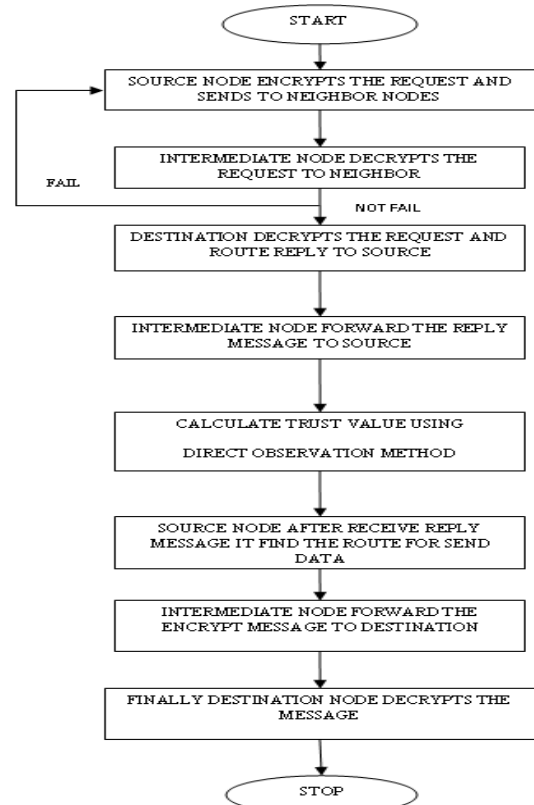 START
SOURCE NODE ENCRYPTS THE REQUEST AND
SENDS TO NEIGHBOR NODES
INTERMEDIATE NODE DECRYPTS THE
REQUEST TO NEIGHBOR
FAIL
NOT FAIL
DESTINATION DECRYPTS THE REQUEST AND
ROUTE REPLY TO SOURCE
INTERMEDIATE NODE FORWARD THE REPLY
MESSAGE TO SOURCE
CALCULATE TRUST VALUE USING
DIRECT OBSERVATION METHOD
SOURCE NODE AFTER RECEIVE REPLY
MESSAGE IT FIND THE ROUTE FOR SEND
DATA
INTERMEDIATE NODE FORWARD THE
ENCRYPT MESSAGE TO DESTINATION
FINALLY DESTINATION NODE DECRYPTS THE
MESSAGE
STOP